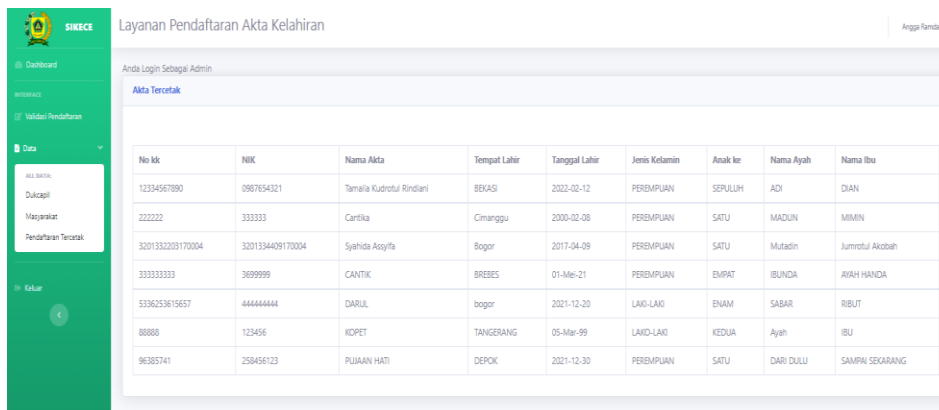 SIKECE
Layanan Pendaftaran Akta Kelahiran
Angga Ramda
Dashboard
Anda Login Sebagai Admin
INTERFACE
Akta Tercetak
Validasi Pendaftaran
Data
ALL DATA:
Dukcapil
Masyarakat
Pendaftaran Tercetak
Keluar
No kk NIK Nama Akta Tempat Lahir Tanggal Lahir Jenis Kelamin Anak ke Nama Ayah Nama Ibu
12334567890 0987654321 Tamaila Kudrotul Rindiani BEKASI 2022-02-12 PEREMPUAN SEPULUH ADI DIAN
222222 333333 Cantika Cimanggu 2000-02-08 PEREMPUAN SATU MADUN MIMIN
3201332203170004 3201334409170004 Syahida Assyifa Bogor 2017-04-09 PEREMPUAN SATU Mutadin Jumrotul Akobah
333333333 3699999 CANTIK BREBES 01-Mei-21 PEREMPUAN EMPAT IBUNDA AYAH HANDA
5336253615657 444444444 DARUL bogor 2021-12-20 LAKI-LAKI ENAM SABAR RIBUT
88888 123456 KOPET TANGERANG 05-Mar-99 LAKO-LAKI KEDUA Ayah IBU
96385741 258456123 PUJAAN HATI DEPOK 2021-12-30 PEREMPUAN SATU DARI DULU SAMPAI SEKARANG